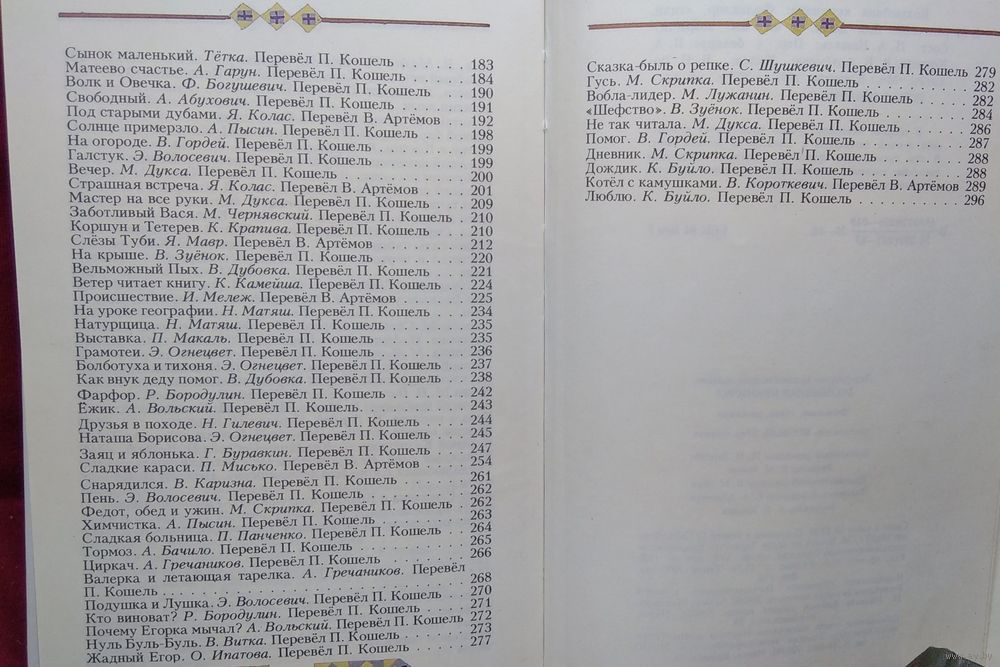 Сынок маленький. Тётка. Перевёл П. Кошель . . . . . . 183
Матеево счастье. А. Гарун. Перевёл П. Кошель . . . . . 184
Волк и Овечка. Ф. Богушевич. Перевёл П. Кошель . . . 190
Свободный. А. Абухович. Перевёл П. Кошель . . . . . . 191
Под старыми дубами. Я. Колас. Перевёл В. Артёмов . . 192
Солнце примерзло. А. Пысин. Перевёл П. Кошель . . . . 198
На огороде. В. Гордей. Перевёл П. Кошель . . . . . . . 199
Галстук. Э. Волосевич. Перевёл П. Кошель . . . . . . . 199
Вечер. М. Дукса. Перевёл П. Кошель . . . . . . . . . . 200
Страшная встреча. Я. Колас. Перевёл В. Артёмов . . . . 201
Мастер на все руки. М. Дукса. Перевёл П. Кошель . . . 209
Заботливый Вася. М. Чернявский. Перевёл П. Кошель . 210
Коршун и Тетерев. К. Крапива. Перевёл П. Кошель . . . 210
Слёзы Туби. Я. Мавр. Перевёл В. Артёмов . . . . . . . 212
На крыше. В. Зуёнок. Перевёл П. Кошель . . . . . . . 220
Вельможный Пых. В. Дубовка. Перевёл П. Кошель . . . 221
Ветер читает книгу. К. Камейша. Перевёл П. Кошель . . 224
Происшествие. И. Мележ. Перевёл В. Артёмов . . . . . 225
На уроке географии. Н. Матяш. Перевёл П. Кошель . . . 234
Натурщица. Н. Матяш. Перевёл П. Кошель . . . . . . . 235
Выставка. П. Макаль. Перевёл П. Кошель . . . . . . . . 235
Грамотеи. Э. Огнецвет. Перевёл П. Кошель . . . . . . . 236
Болботуха и тихоня. Э. Огнецвет. Перевёл П. Кошель . . 237
Как внук деду помог. В. Дубовка. Перевёл П. Кошель . . 238
Фарфор. Р. Бородулин. Перевёл П. Кошель . . . . . . . 242
Ёжик. А. Вольский. Перевёл П. Кошель. . . . . . . . . 243
Друзья в походе. Н. Гилевич. Перевёл П. Кошель . . . . 244
Наташа Борисова. Э. Огнецвет. Перевёл П. Кошель . . . 245
Заяц и яблонька. Г. Буравкин. Перевёл П. Кошель . . . 247
Сладкие караси. П. Мисько. Перевёл В. Артёмов . . . . 254
Снарядился. В. Каризна. Перевёл П. Кошель . . . . . . 261
Пень. Э. Волосевич. Перевёл П. Кошель . . . . . . . . 262
Федот, обед и ужин. М. Скрипка. Перевёл П. Кошель . 262
Химчистка. А. Пысин. Перевёл П. Кошель . . . . . . . 263
Сладкая больница. П. Панченко. Перевёл П. Кошель . . 264
Тормоз. А. Бачило. Перевёл П. Кошель . . . . . . . . . 265
Циркач. А. Гречаников. Перевёл П. Кошель . . . . . . 266
Валерка и летающая тарелка. А. Гречаников. Перевёл
П. Кошель . . . . . . . . . . . . . . . . . . . . . 268
Подушка и Лушка. Э. Волосевич. Перевёл П. Кошель . . 270
Кто виноват? Р. Бородулин. Перевёл П. Кошель . . . . 271
Почему Егорка мычал? А. Вольский. Перевёл П. Кошель 272
Нуль Буль-Буль. В. Витка. Перевёл П. Кошель . . . . . 273
Жадный Егор. О. Ипатова. Перевёл П. Кошель . . . . . 277
Сказка-быль о репке. С. Шушкевич. Перевёл П. Кошель 279
Гусь. М. Скрипка. Перевёл П. Кошель . . . . . . . . . 282
Вобла-лидер. М. Лужанин. Перевёл П. Кошель . . . . . 282
«Шефство». В. Зуёнок. Перевёл П. Кошель . . . . . . . 284
Не так читала. М. Дукса. Перевёл П. Кошель . . . . . . 286
Помог. В. Гордей. Перевёл П. Кошель . . . . . . . . . 287
Дневник. М. Скрипка. Перевёл П. Кошель . . . . . . . 288
Дождик. К. Буйло. Перевёл П. Кошель . . . . . . . . . 288
Котёл с камушками. В. Короткевич. Перевёл В. Артёмов 289
Люблю. К. Буйло. Перевёл П. Кошель . . . . . . . . . 296